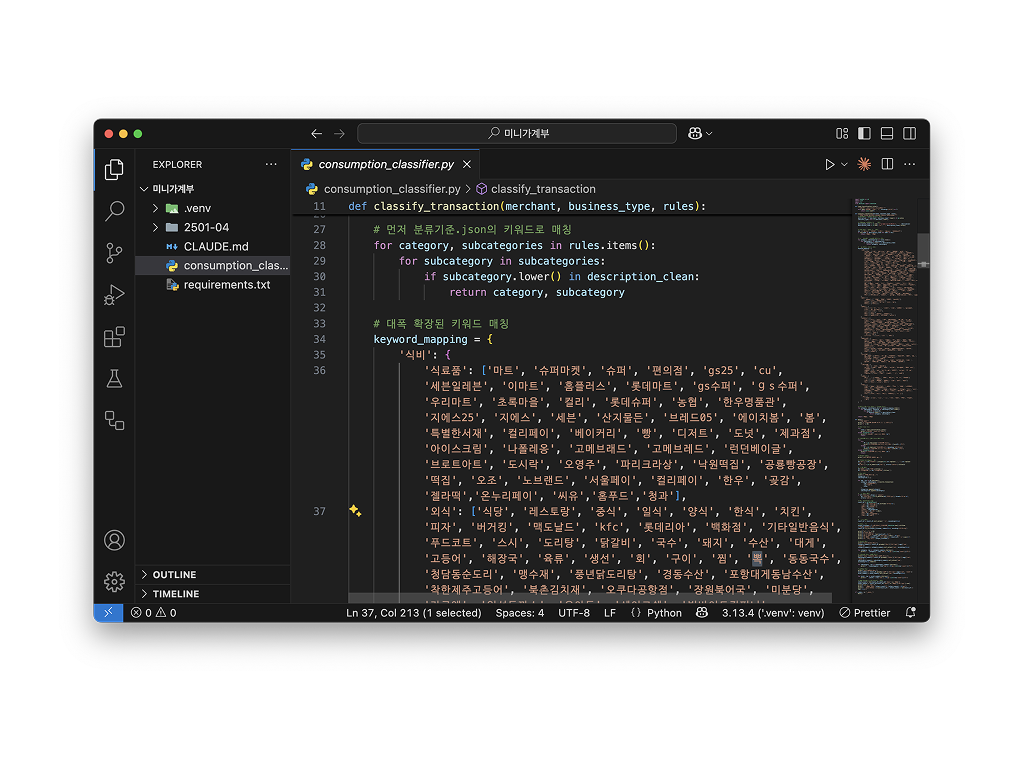 미니가계부
EXPLORER
미니가계부
.venv
2501-04
CLAUDE.md
consumption_clas...
requirements.txt
OUTLINE
TIMELINE
consumption_classifier.py
consumption_classifier.py > classify_transaction
11 def classify_transaction(merchant, business_type, rules):
27 # 먼저 분류기준.json의 키워드로 매칭
28 for category, subcategories in rules.items():
29 for subcategory in subcategories:
30 if subcategory.lower() in description_clean:
31 return category, subcategory
32
33 # 대폭 확장된 키워드 매칭
34 keyword_mapping = {
35 '식비': {
36 '식료품': ['마트', '슈퍼마켓', '슈퍼', '편의점', 'gs25', 'cu',
'세븐일레븐', '이마트', '홈플러스', '롯데마트', 'gs수퍼', 'ｇｓ수퍼',
'우리마트', '초록마을', '컬리', '롯데슈퍼', '농협', '한우명품관',
'지에스25', '지에스', '세븐', '산지물든', '브레드05', '에이치봄', '봄',
'특별한서재', '컬리페이', '베이커리', '빵', '디저트', '도넛', '제과점',
'아이스크림', '나폴레옹', '고메브래드', '고메브레드', '런던베이글',
'브로트아트', '도시락', '오영주', '파리크라상', '낙원떡집', '공룡빵공장',
'떡집', '오조', '노브랜드', '서울페이', '컬리페이', '한우', '곶감',
'젤라떡','온누리페이', '씨유','홈푸드','청과'],
37 '외식': ['식당', '레스토랑', '중식', '일식', '양식', '한식', '치킨',
'피자', '버거킹', '맥도날드', 'kfc', '롯데리아', '백화점', '기타일반음식',
'푸드코트', '스시', '도리탕', '닭갈비', '국수', '돼지', '수산', '대게',
'고등어', '해장국', '육류', '생선', '회', '구이', '찜', '동동국수',
'청담동순도리', '맹수재', '풍년닭도리탕', '경동수산', '포항대게동남수산',
'착한제주고등어', '북촌김치재', '오쿠다공항점', '장원북어국', '미분당',
0 0
Ln 37, Col 213 (1 selected) Spaces: 4 UTF-8 LF {} Python 3.13.4 ('.venv': venv) Prettier